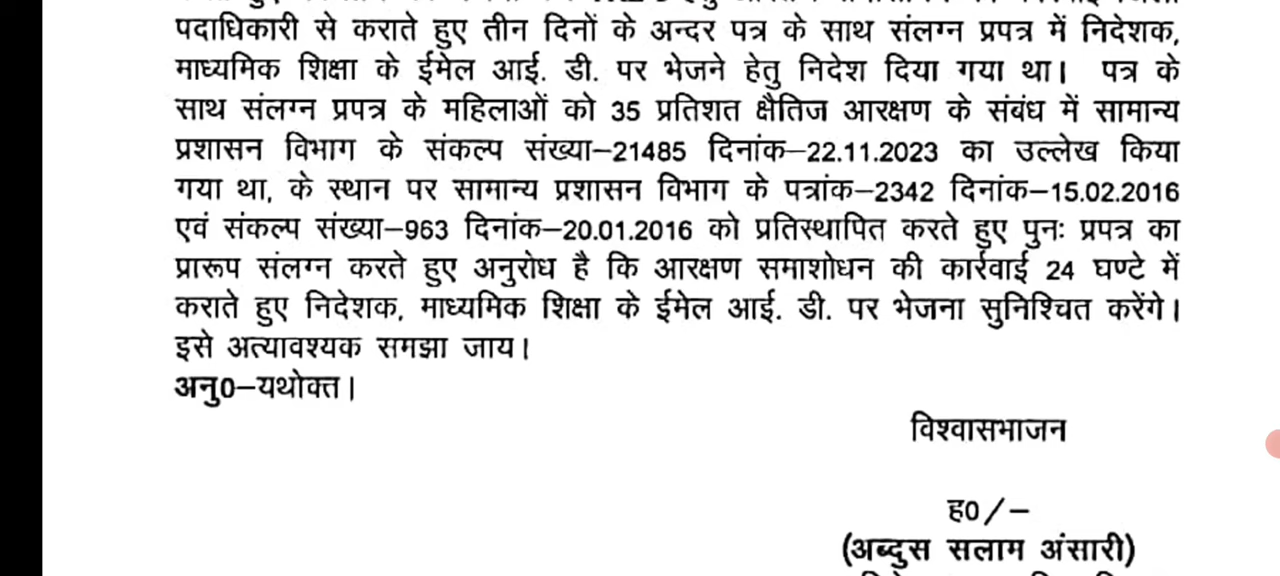 पदाधिकारी से कराते हुए तीन दिनों के अन्दर पत्र के साथ संलग्न प्रपत्र में निदेशक,
माध्यमिक शिक्षा के ईमेल आई. डी. पर भेजने हेतु निदेश दिया गया था। पत्र के
साथ संलग्न प्रपत्र के महिलाओं को 35 प्रतिशत क्षैतिज आरक्षण के संबंध में सामान्य
प्रशासन विभाग के संकल्प संख्या–21485 दिनांक–22.11.2023 का उल्लेख किया
गया था, के स्थान पर सामान्य प्रशासन विभाग के पत्रांक–2342 दिनांक–15.02.2016
एवं संकल्प संख्या–963 दिनांक–20.01.2016 को प्रतिस्थापित करते हुए पुनः प्रपत्र का
प्रारूप संलग्न करते हुए अनुरोध है कि आरक्षण समाशोधन की कार्रवाई 24 घण्टे में
कराते हुए निदेशक, माध्यमिक शिक्षा के ईमेल आई. डी. पर भेजना सुनिश्चित करेंगे।
इसे अत्यावश्यक समझा जाय।
अनु0–यथोक्त।
विश्वासभाजन
ह0/–
(अब्दुस सलाम अंसारी)